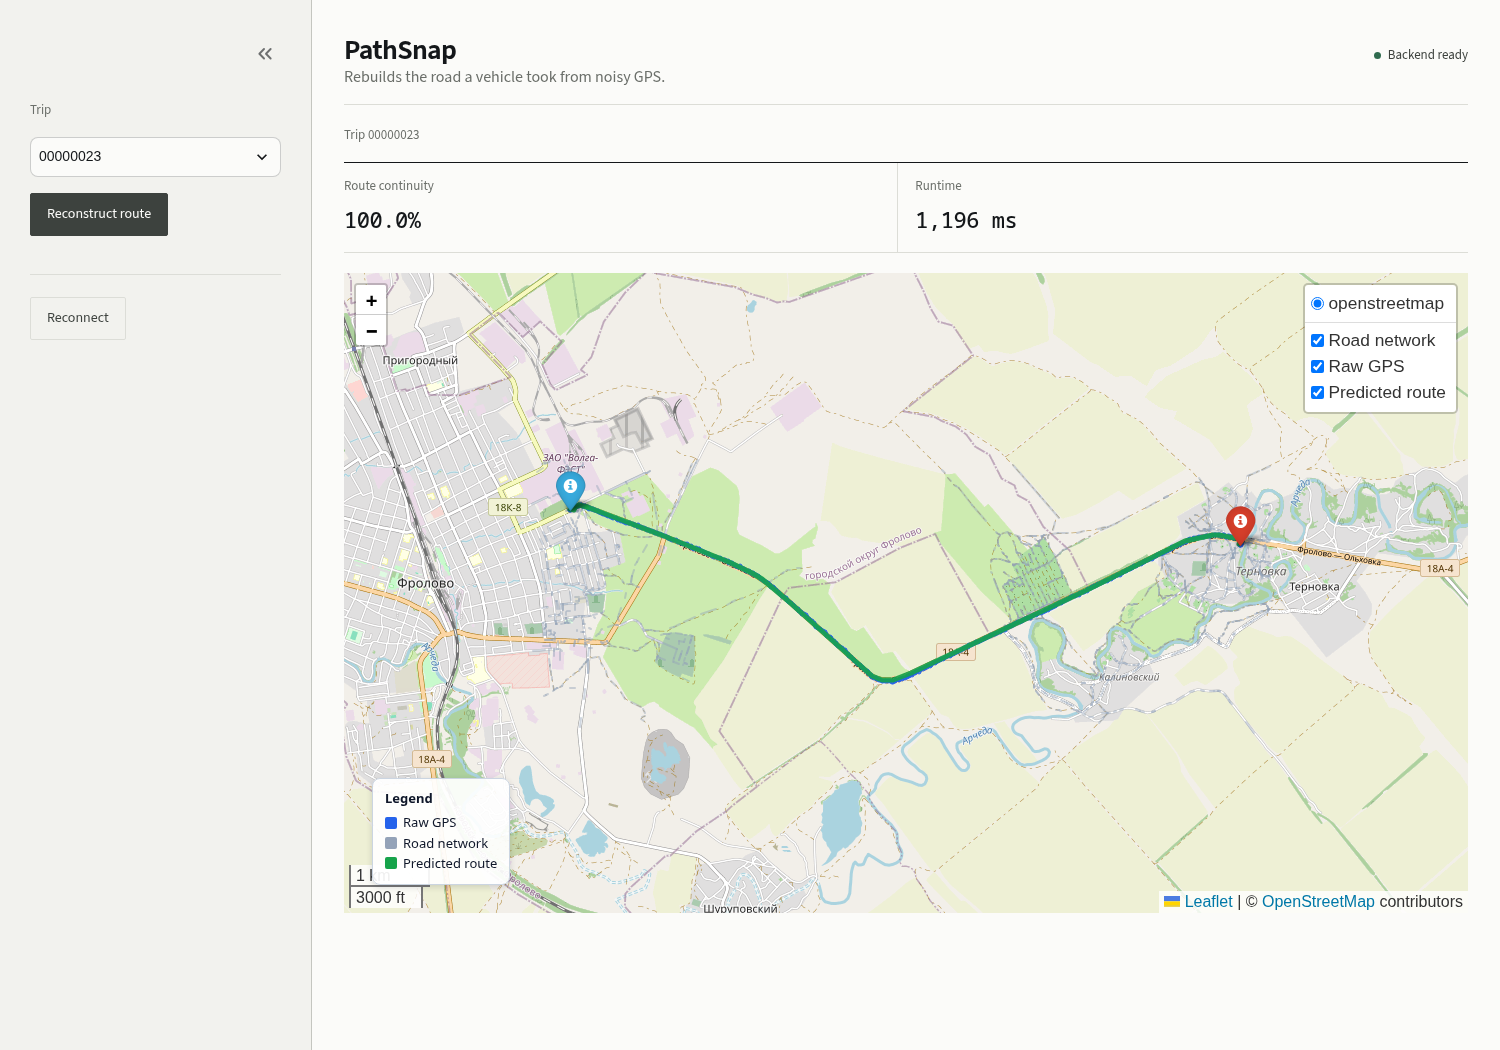 PathSnap
Rebuilds the road a vehicle took from noisy GPS.
Backend ready
Trip
00000023
Reconstruct route
Reconnect
Trip 00000023
Route continuity
100.0%
Runtime
1,196 ms
+
−
openstreetmap
Road network
Raw GPS
Predicted route
Пригородный
ЗАО "Волга-
18К-8
городской округ Фролово
Арчеда
Фролово — Ольховка
18А-4
Терновка
Терновка
Фролово
Арчеда
Калиновский
Арчеда
18А-4
Шуруповский
Legend
Raw GPS
Road network
Predicted route
1 km
3000 ft
Leaflet | © OpenStreetMap contributors